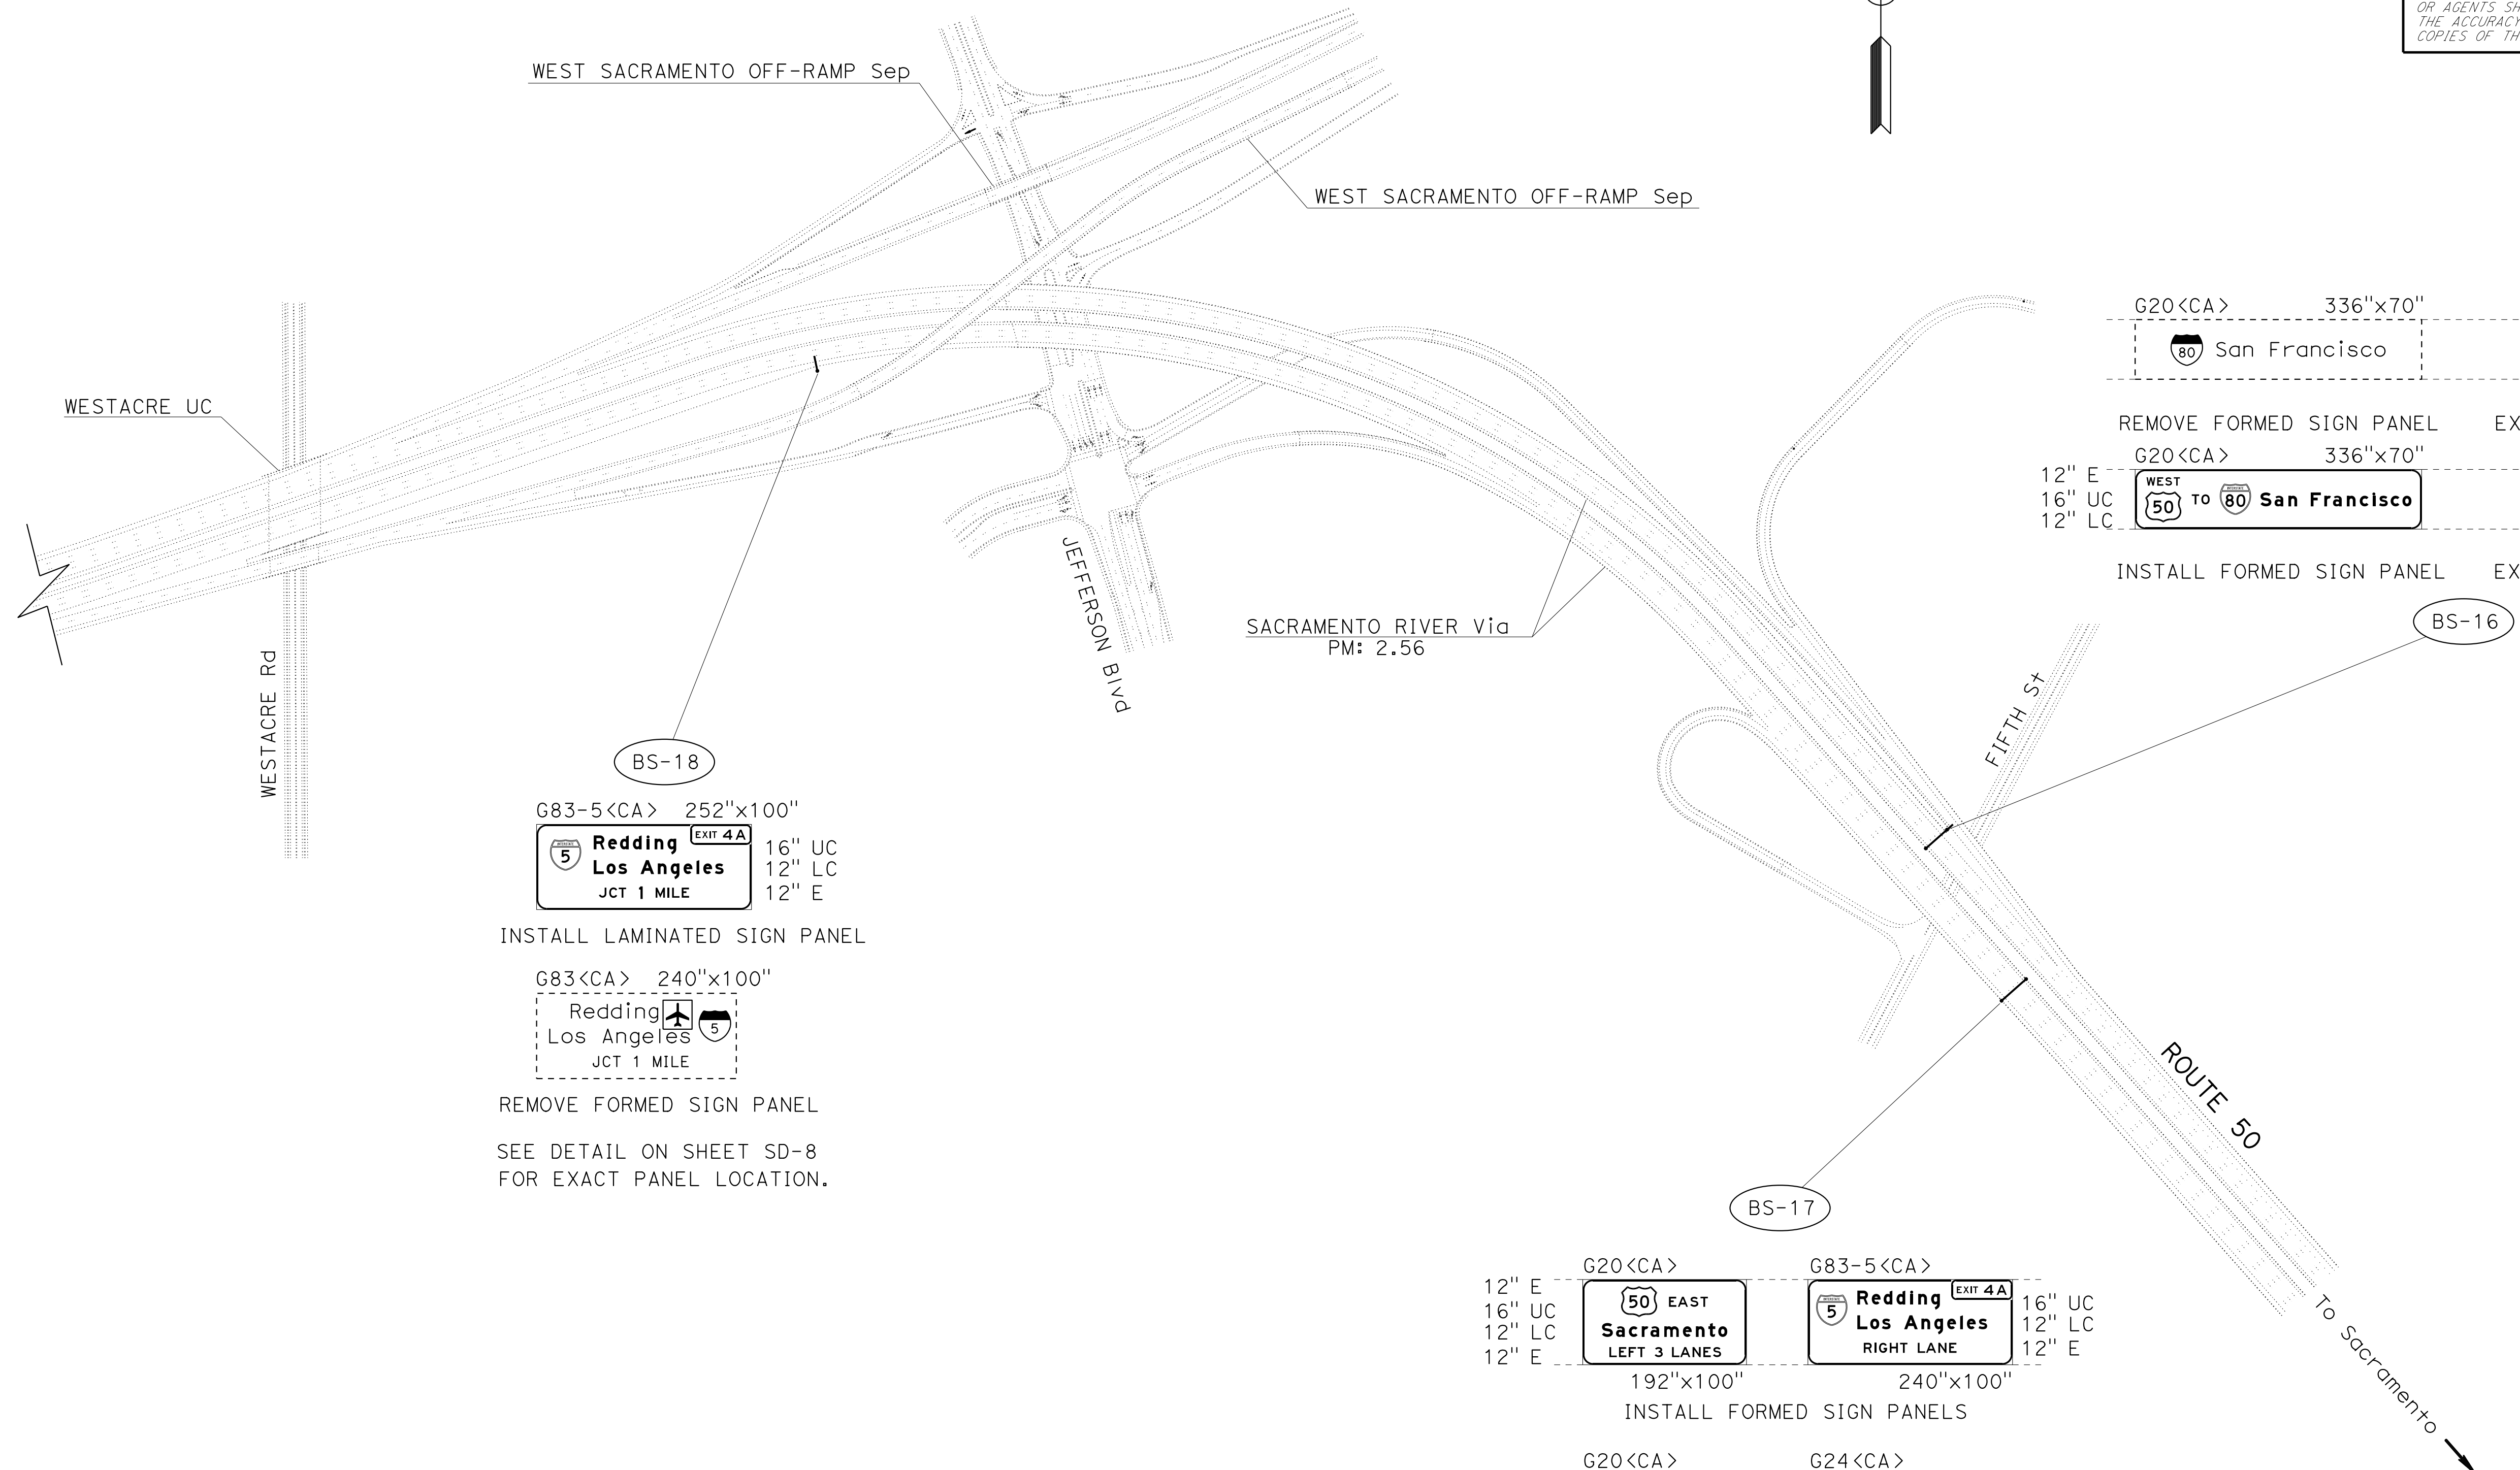 OR AGENTS SH
THE ACCURACY
COPIES OF TH
WEST SACRAMENTO OFF-RAMP Sep
WEST SACRAMENTO OFF-RAMP Sep
WESTACRE UC
WESTACRE Rd
JEFFERSON Blvd
SACRAMENTO RIVER Via
PM: 2.56
G20<CA> 336"x70"
80 San Francisco
REMOVE FORMED SIGN PANEL EX
G20<CA> 336"x70"
12" E
16" UC
12" LC
WEST
50 TO 80 San Francisco
INSTALL FORMED SIGN PANEL EX
BS-16
FIFTH St
BS-18
G83-5<CA> 252"x100"
EXIT 4A
5 Redding
Los Angeles
JCT 1 MILE
16" UC
12" LC
12" E
INSTALL LAMINATED SIGN PANEL
G83<CA> 240"x100"
Redding
Los Angeles 5
JCT 1 MILE
REMOVE FORMED SIGN PANEL
SEE DETAIL ON SHEET SD-8
FOR EXACT PANEL LOCATION.
ROUTE 50
BS-17
G20<CA> G83-5<CA>
12" E
16" UC
12" LC
12" E
50 EAST
Sacramento
LEFT 3 LANES
EXIT 4A
5 Redding
Los Angeles
RIGHT LANE
16" UC
12" LC
12" E
192"x100" 240"x100"
INSTALL FORMED SIGN PANELS
G20<CA> G24<CA>
To Sacramento